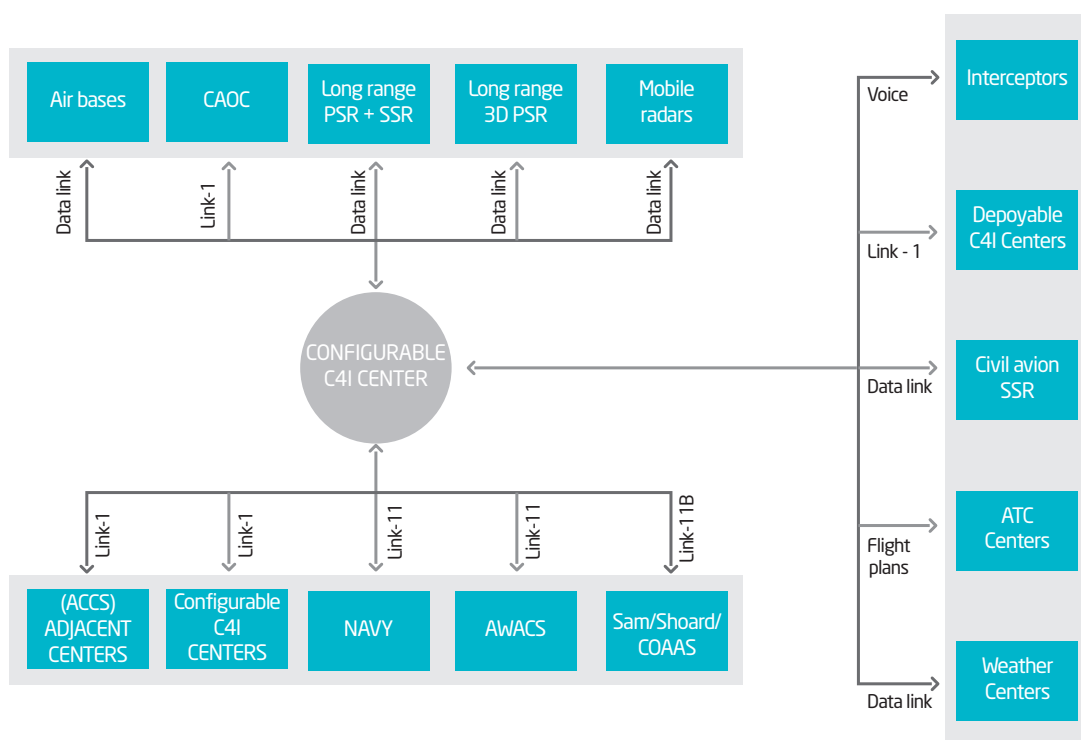 Air bases
CAOC
Long range
PSR + SSR
Long range
3D PSR
Mobile
radars
Data link
Link-1
Data link
Data link
Data link
CONFIGURABLE
C4I CENTER
Link-1
Link-1
Link-11
Link-11
Link-11B
(ACCS)
ADJACENT
CENTERS
Configurable
C4I
CENTERS
NAVY
AWACS
Sam/Shoard/
COAAS
Voice
Interceptors
Link - 1
Depoyable
C4I Centers
Data link
Civil avion
SSR
Flight
plans
ATC
Centers
Data link
Weather
Centers